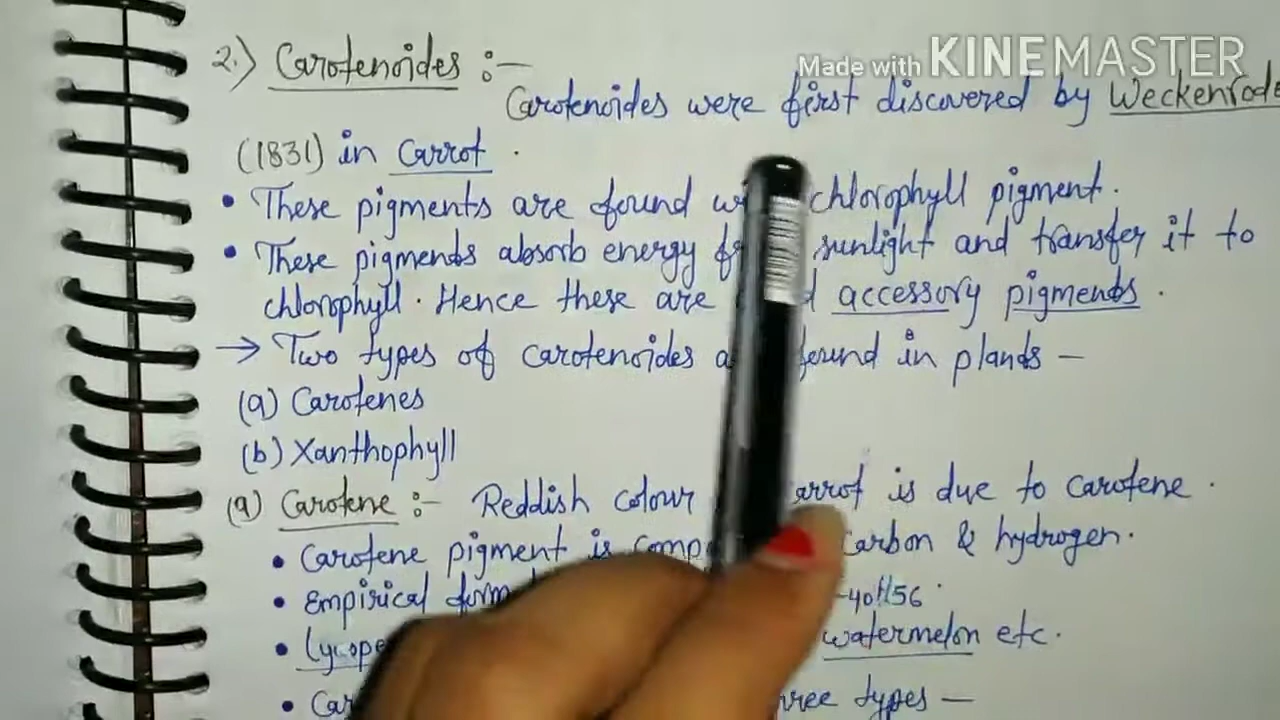 Made with KINEMASTER
2.) Carotenoides :-
Carotenoides were first discovered by Weckenrode
(1831) in Carrot .
• These pigments are found chlorophyll pigment.
• These pigments absorb energy sunlight and transfer it to
chlorophyll. Hence these are accessory pigments .
→ Two types of carotenoides found in plands –
(a) Carotenes
(b) Xanthophyll
(a) Carotene :- Reddish colour is due to carotene .
• Carotene pigment is carbon & hydrogen.
• Empirical 40H56 .
• watermelon etc.
• types –